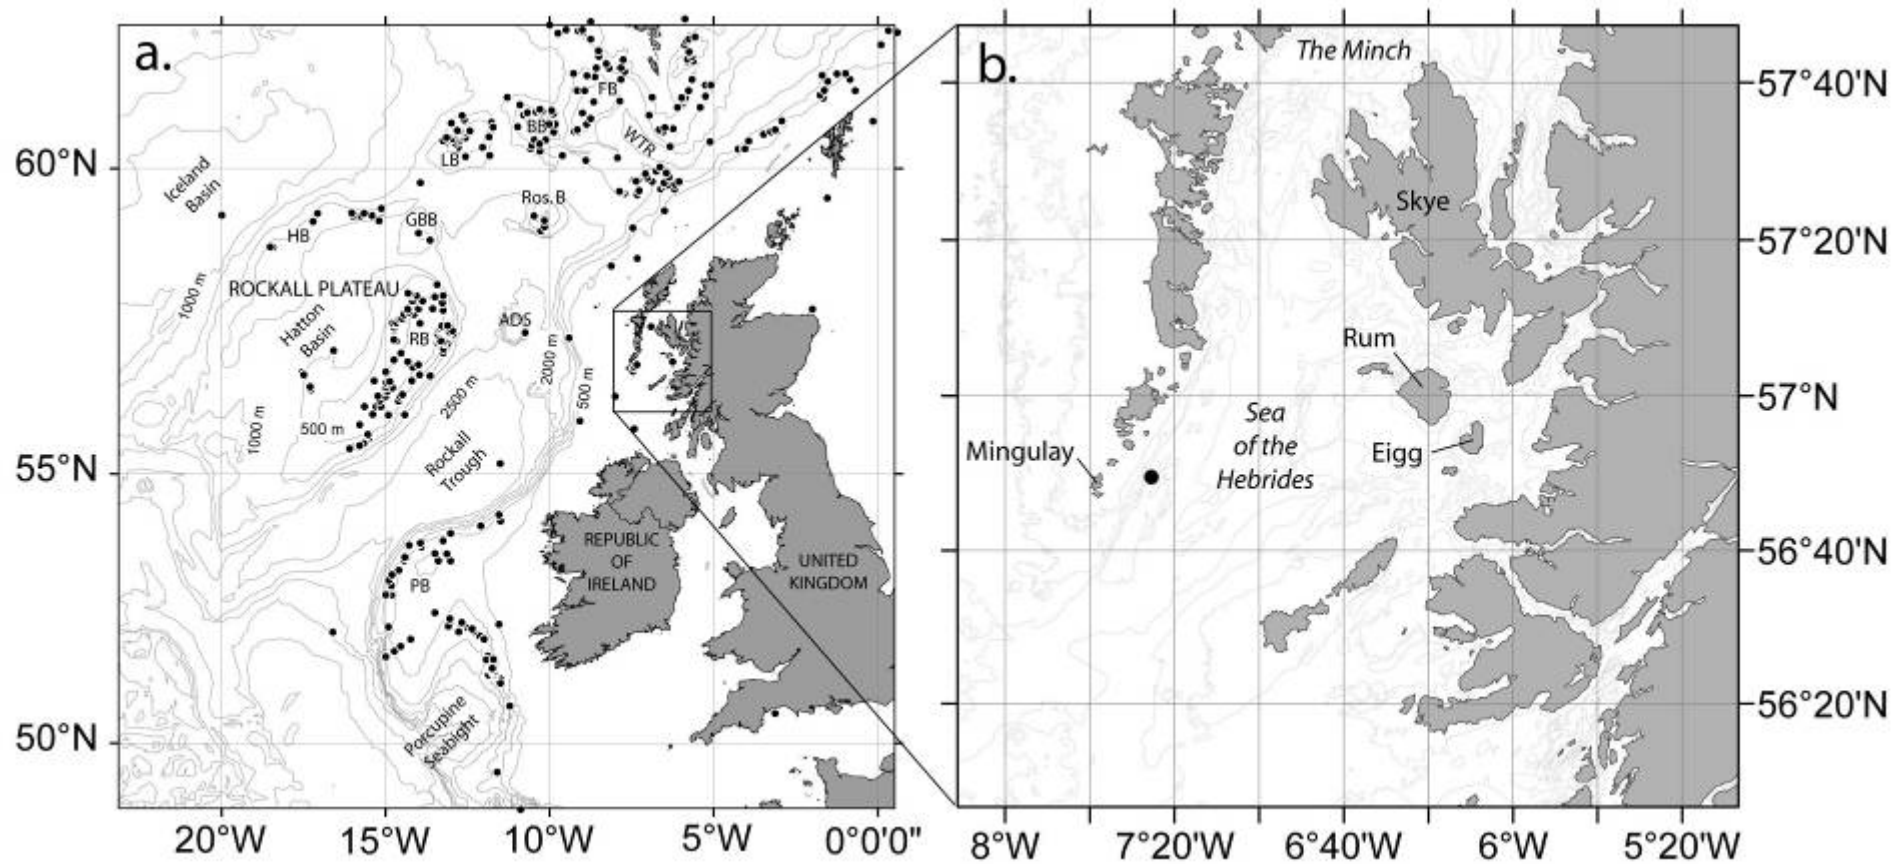 a.
60°N
55°N
50°N
20°W
15°W
10°W
5°W
0°0'0"
Iceland
Basin
LB
BB
FB
WTR
HB
GBB
Ros. B
1000 m
ROCKALL PLATEAU
Hatton
Basin
RB
ADS
2000 m
500 m
2500 m
1000 m
500 m
Rockall
Trough
PB
Porcupine
Seabight
REPUBLIC
OF
IRELAND
UNITED
KINGDOM
b.
The Minch
Skye
Rum
Eigg
Mingulay
Sea
of the
Hebrides
57°40'N
57°20'N
57°N
56°40'N
56°20'N
8°W
7°20'W
6°40'W
6°W
5°20'W